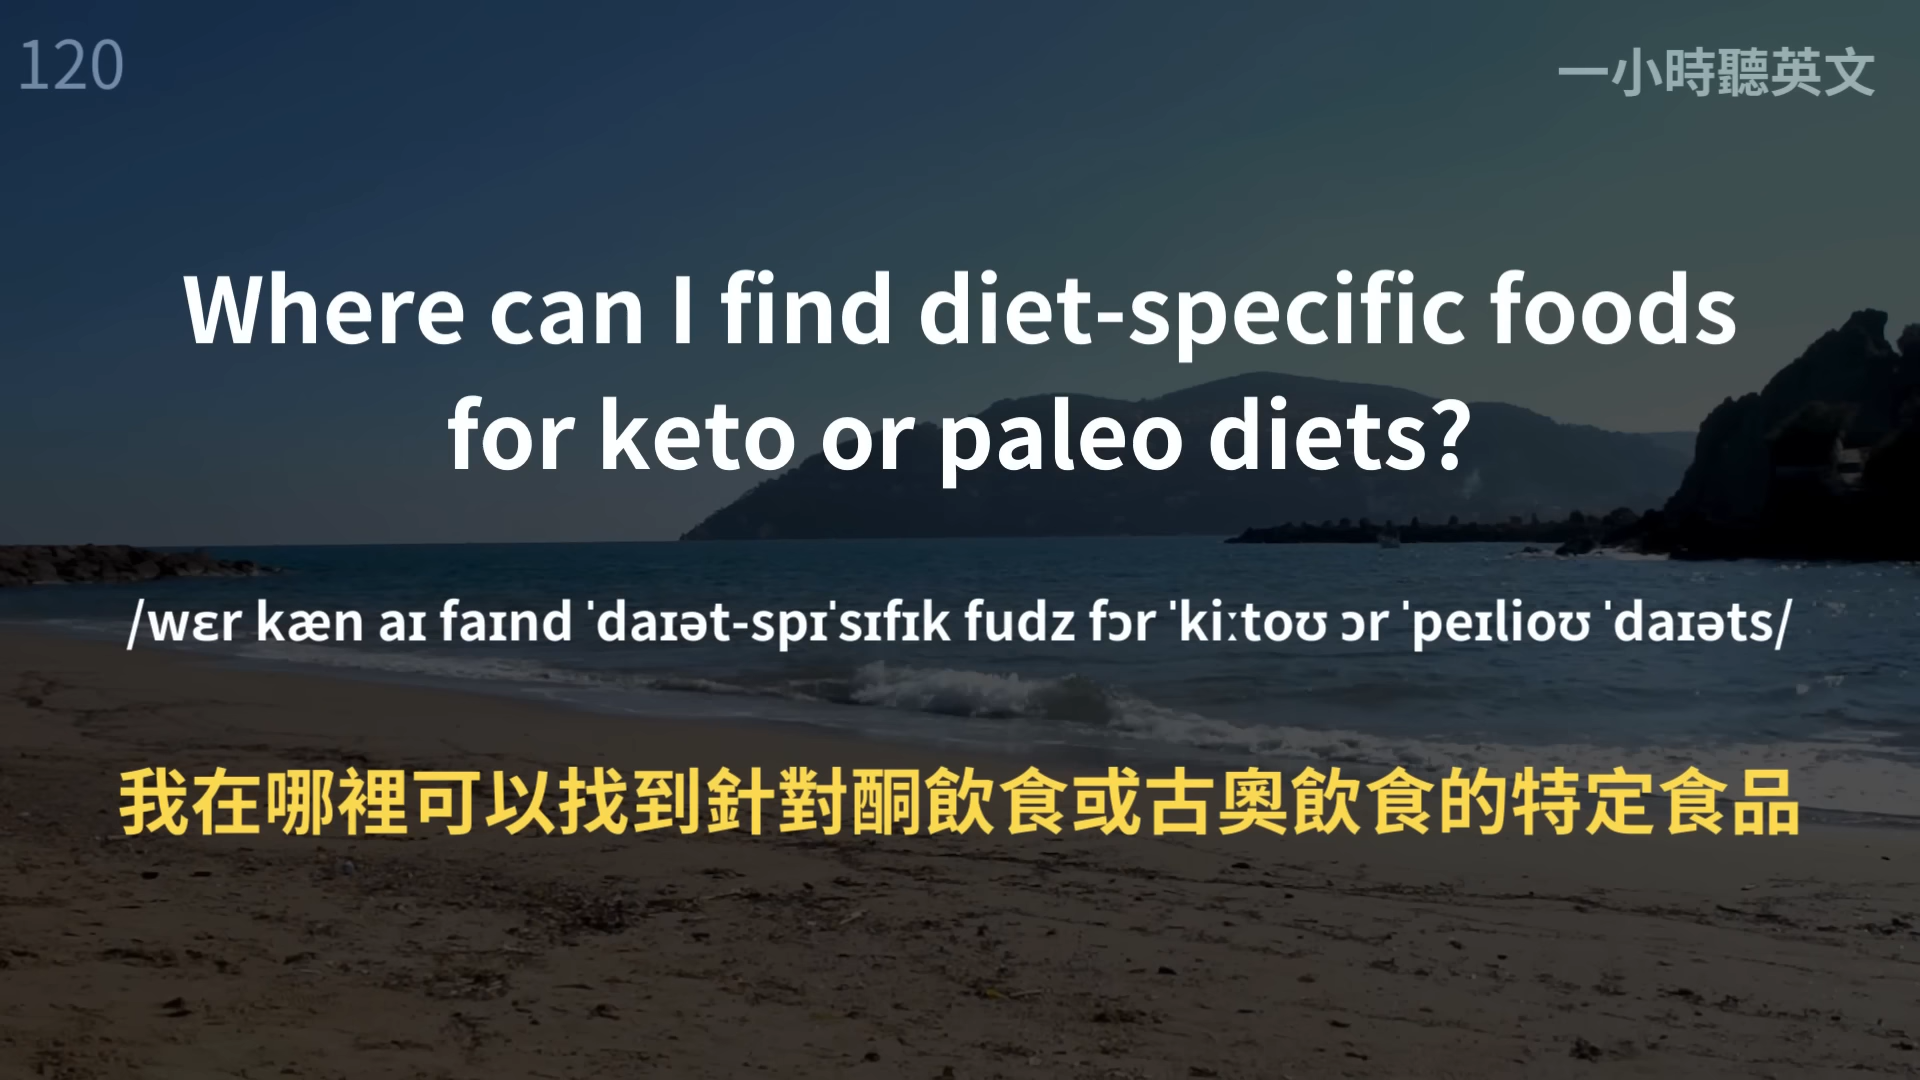 120
一小時聽英文
Where can I find diet-specific foods
for keto or paleo diets?
/wɛr kæn aɪ faɪnd ˈdaɪət-spɪˈsɪfɪk fudz fɔr ˈkiːtoʊ ɔr ˈpeɪlioʊ ˈdaɪəts/
我在哪裡可以找到針對酮飲食或古奧飲食的特定食品